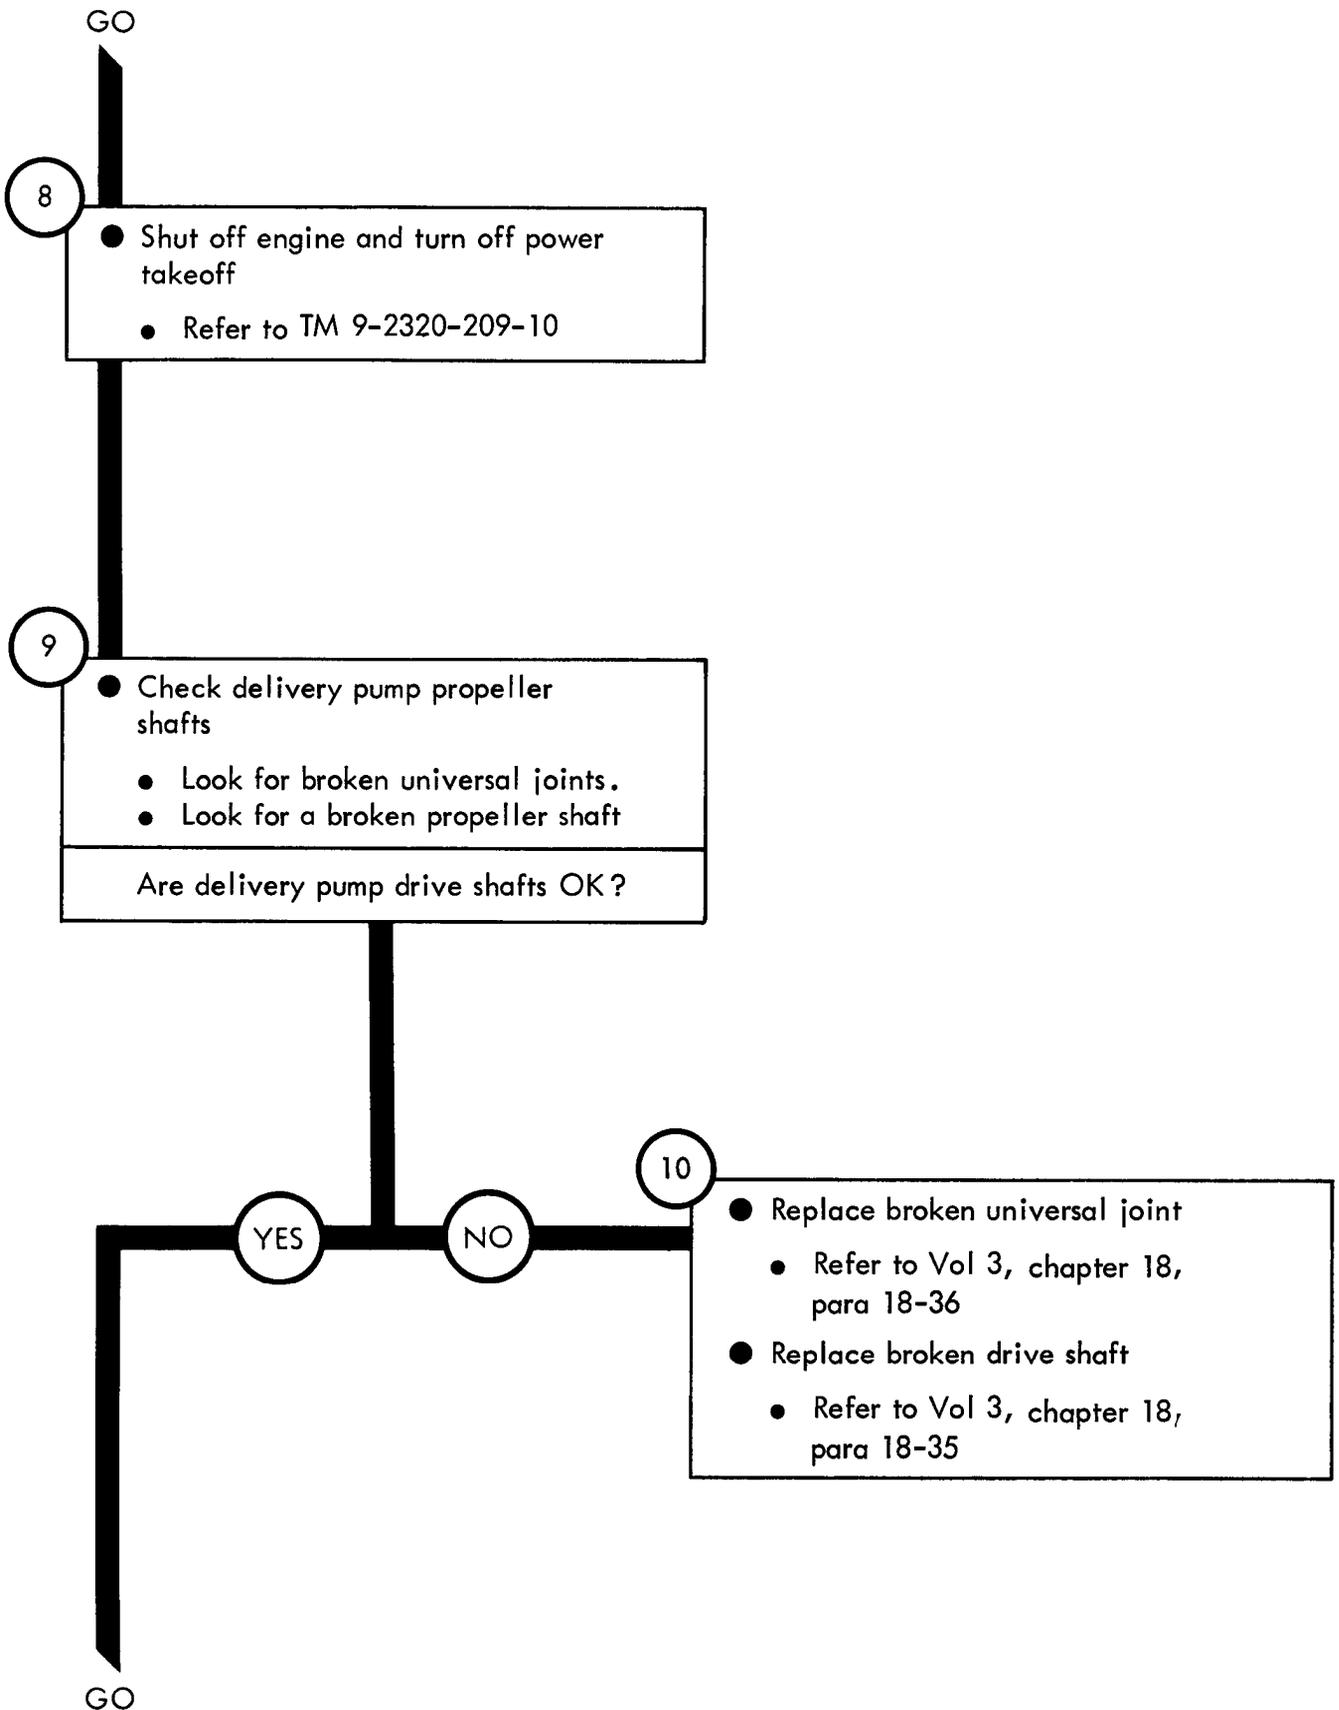 GO
8
● Shut off engine and turn off power
takeoff
● Refer to TM 9-2320-209-10
9
● Check delivery pump propeller
shafts
● Look for broken universal joints.
● Look for a broken propeller shaft
Are delivery pump drive shafts OK?
YES
NO
10
● Replace broken universal joint
● Refer to Vol 3, chapter 18,
para 18-36
● Replace broken drive shaft
● Refer to Vol 3, chapter 18,
para 18-35
GO